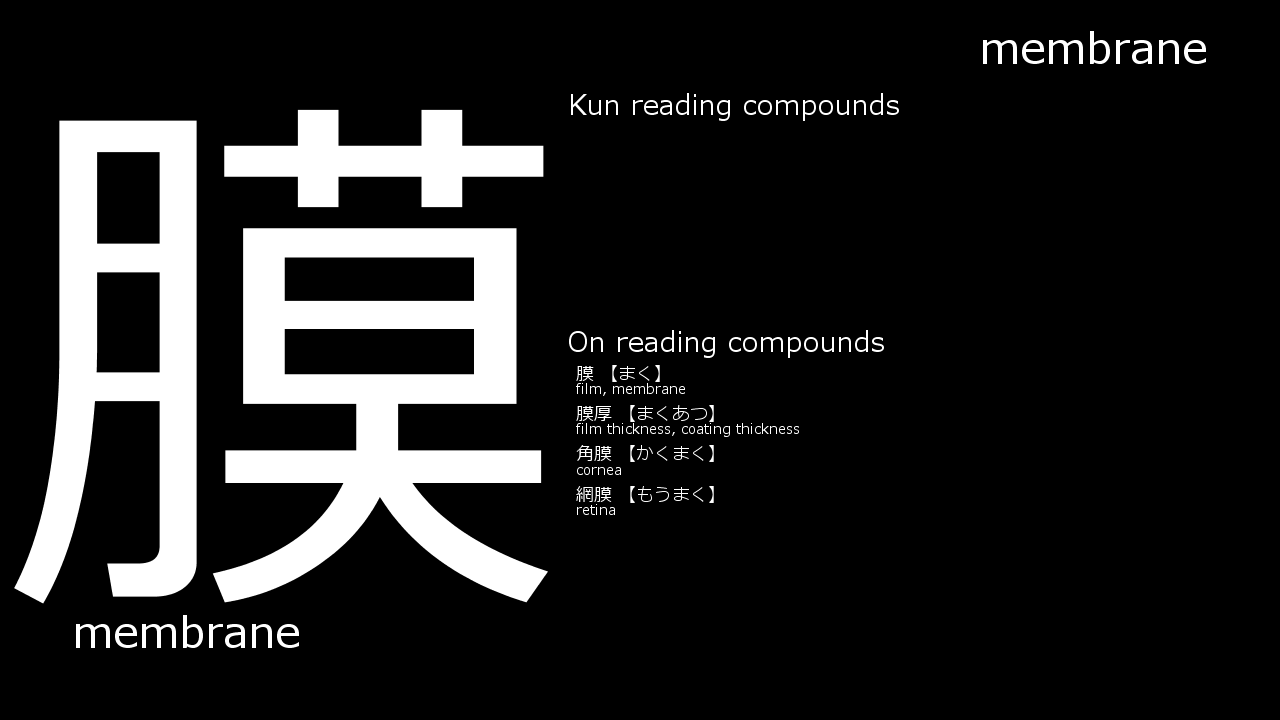 membrane
膜
membrane
Kun reading compounds
On reading compounds
膜 【まく】
film, membrane
膜厚 【まくあつ】
film thickness, coating thickness
角膜 【かくまく】
cornea
網膜 【もうまく】
retina